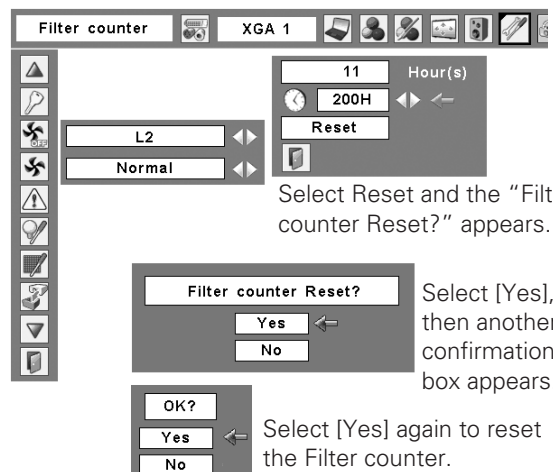 Filter counter
XGA 1
11 Hour(s)
200H
Reset
OFF
L2
Normal
Select Reset and the “Filt
counter Reset?” appears.
Filter counter Reset?
Yes
No
Select [Yes],
then another
confirmation
box appears
OK?
Yes
No
Select [Yes] again to reset
the Filter counter.